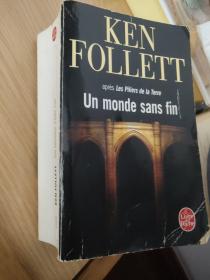 KEN
FOLLETT
après Les Piliers de la Terre
Un monde sans fin
Le Livre
de Poche